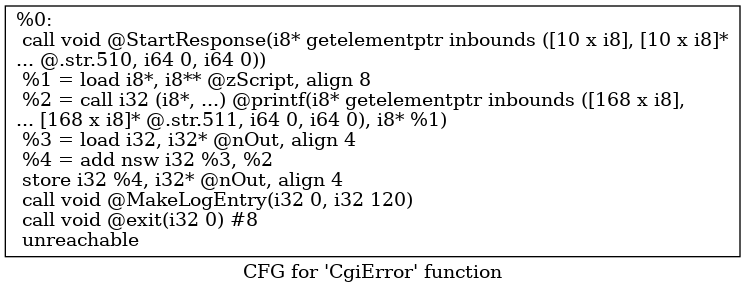 %0:
call void @StartResponse(i8* getelementptr inbounds ([10 x i8], [10 x i8]*
... @.str.510, i64 0, i64 0))
%1 = load i8*, i8** @zScript, align 8
%2 = call i32 (i8*, ...) @printf(i8* getelementptr inbounds ([168 x i8],
... [168 x i8]* @.str.511, i64 0, i64 0), i8* %1)
%3 = load i32, i32* @nOut, align 4
%4 = add nsw i32 %3, %2
store i32 %4, i32* @nOut, align 4
call void @MakeLogEntry(i32 0, i32 120)
call void @exit(i32 0) #8
unreachable
CFG for 'CgiError' function